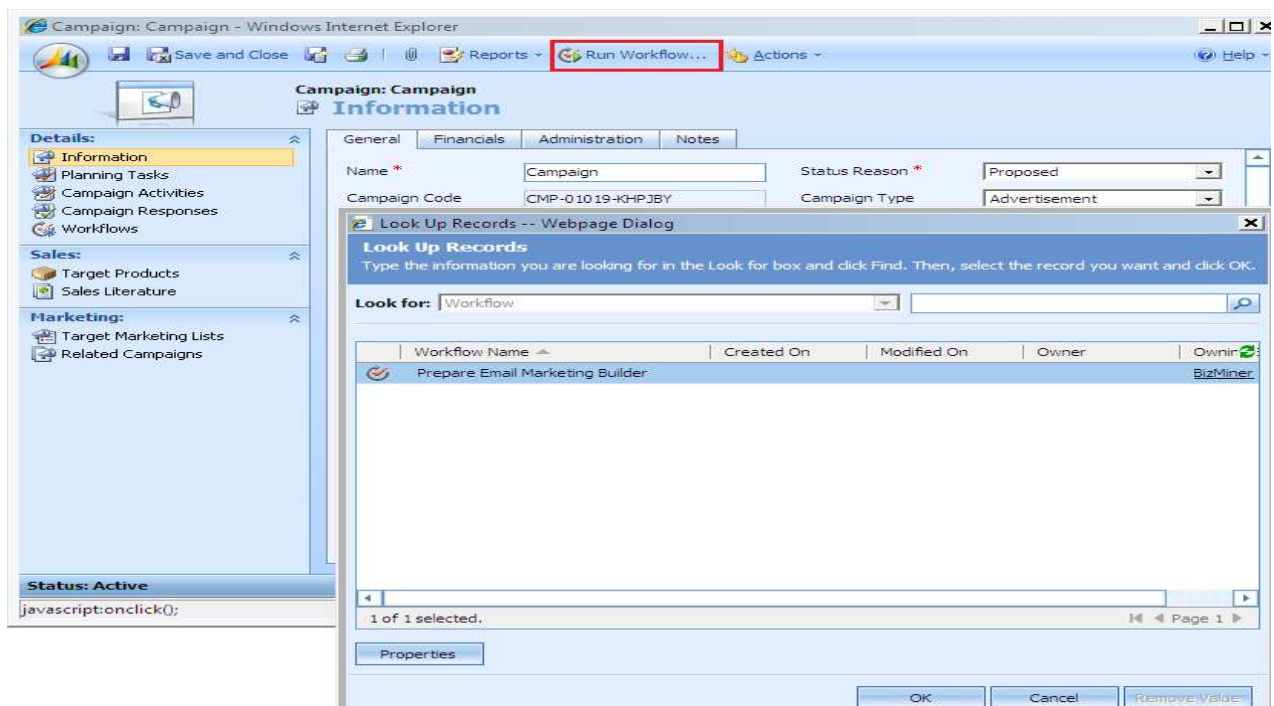 Campaign: Campaign - Windows Internet Explorer
Save and Close Reports Run Workflow... Actions Help
Campaign: Campaign
Information
Details:
Information
Planning Tasks
Campaign Activities
Campaign Responses
Workflows
Sales:
Target Products
Sales Literature
Marketing:
Target Marketing Lists
Related Campaigns
General Financials Administration Notes
Name * Campaign Status Reason * Proposed
Campaign Code CMP-01019-KHPJBY Campaign Type Advertisement
Look Up Records -- Webpage Dialog
Look Up Records
Type the information you are looking for in the Look for box and click Find. Then, select the record you want and click OK.
Look for: Workflow
Workflow Name Created On Modified On Owner Ownin
Prepare Email Marketing Builder BizMiner
1 of 1 selected. Page 1
Properties
OK Cancel Remove Value
Status: Active
javascript:onclick();